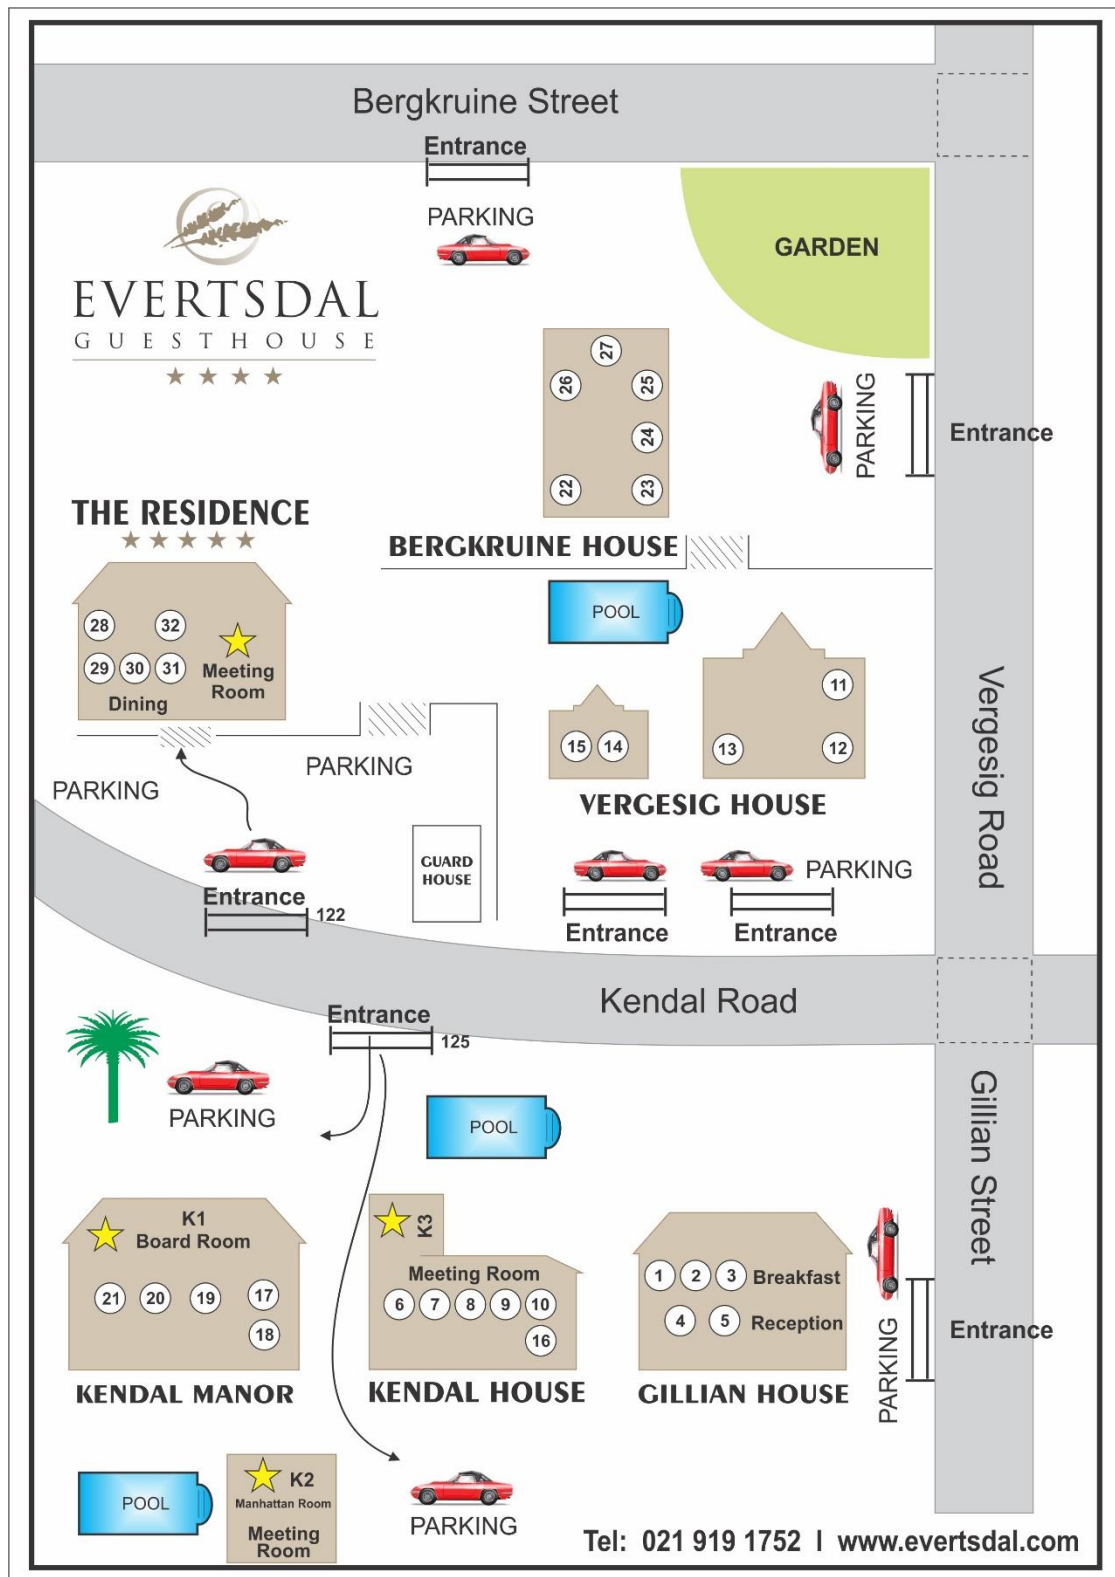 Bergkruine Street
Entrance
PARKING
GARDEN
EVERTSDAL
GUESTHOUSE
27
26
25
24
22
23
PARKING
Entrance
THE RESIDENCE
BERGKRUINE HOUSE
POOL
28
32
29
30
31
Meeting
Room
Dining
11
15
14
13
12
PARKING
PARKING
VERGESIG HOUSE
Vergesig Road
GUARD
HOUSE
PARKING
Entrance
122
Entrance
Entrance
Kendal Road
Entrance
125
PARKING
POOL
Gillian Street
K1
Board Room
21
20
19
17
18
KENDAL MANOR
K3
Meeting Room
6
7
8
9
10
16
KENDAL HOUSE
1
2
3
Breakfast
4
5
Reception
GILLIAN HOUSE
PARKING
Entrance
POOL
K2
Manhattan Room
Meeting
Room
PARKING
Tel: 021 919 1752 I www.evertsdal.com